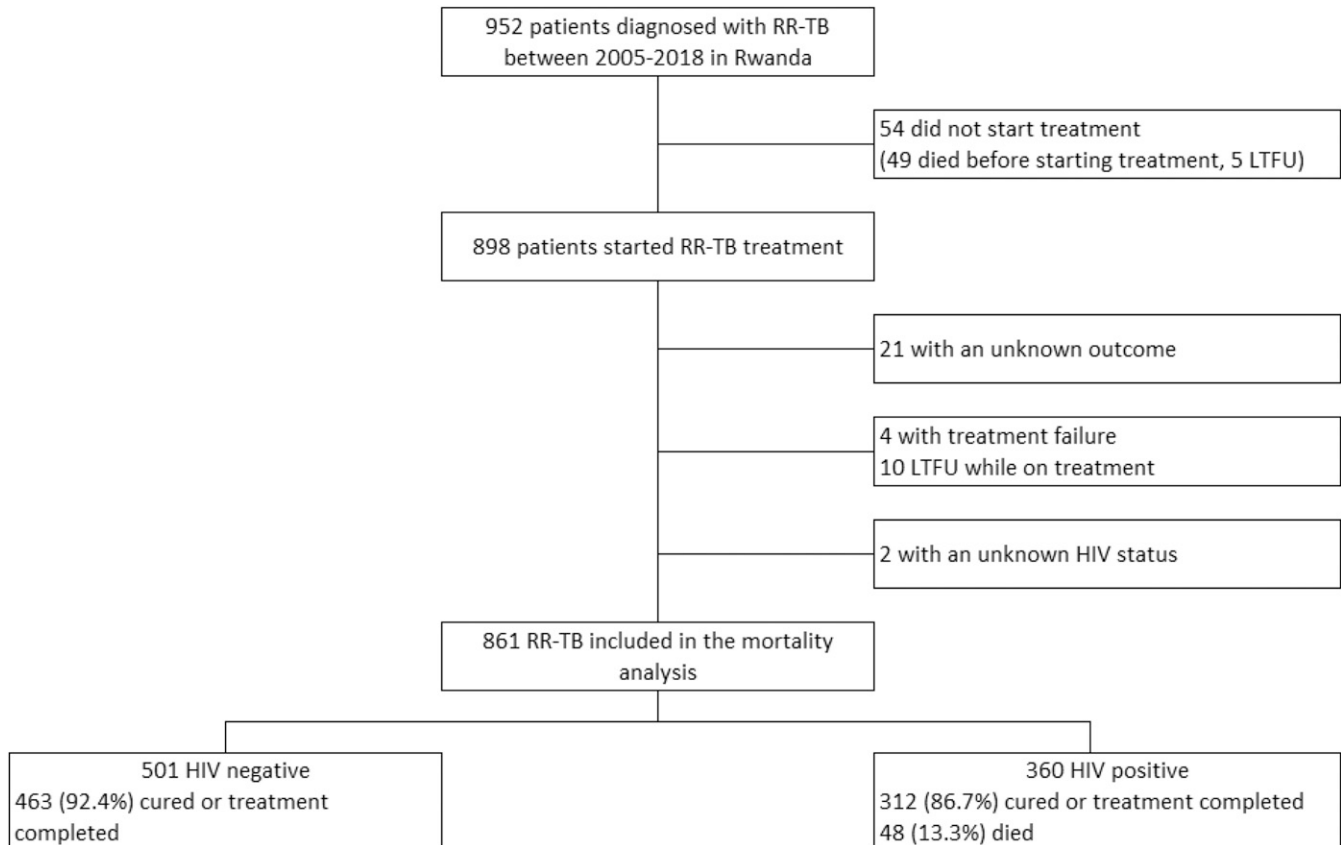 952 patients diagnosed with RR-TB
between 2005-2018 in Rwanda
54 did not start treatment
(49 died before starting treatment, 5 LTFU)
898 patients started RR-TB treatment
21 with an unknown outcome
4 with treatment failure
10 LTFU while on treatment
2 with an unknown HIV status
861 RR-TB included in the mortality
analysis
501 HIV negative
463 (92.4%) cured or treatment
completed
360 HIV positive
312 (86.7%) cured or treatment completed
48 (13.3%) died